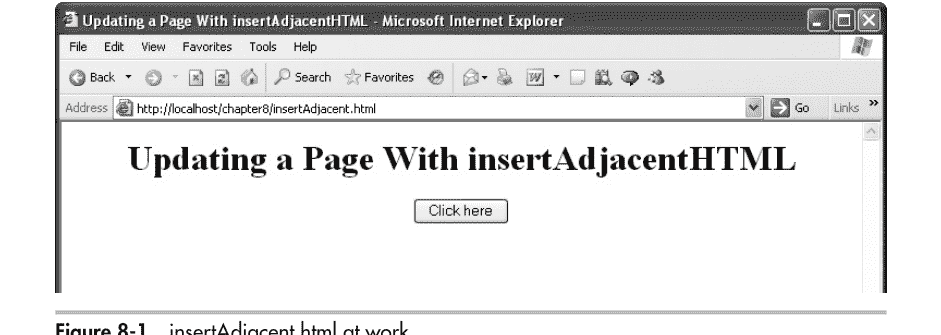 Updating a Page With insertAdjacentHTML - Microsoft Internet Explorer
File Edit View Favorites Tools Help
Back Search Favorites
Address http://localhost/chapter8/insertAdjacent.html Go Links »
Updating a Page With insertAdjacentHTML
Click here
Figure 8-1 insertAdjacent.html at work